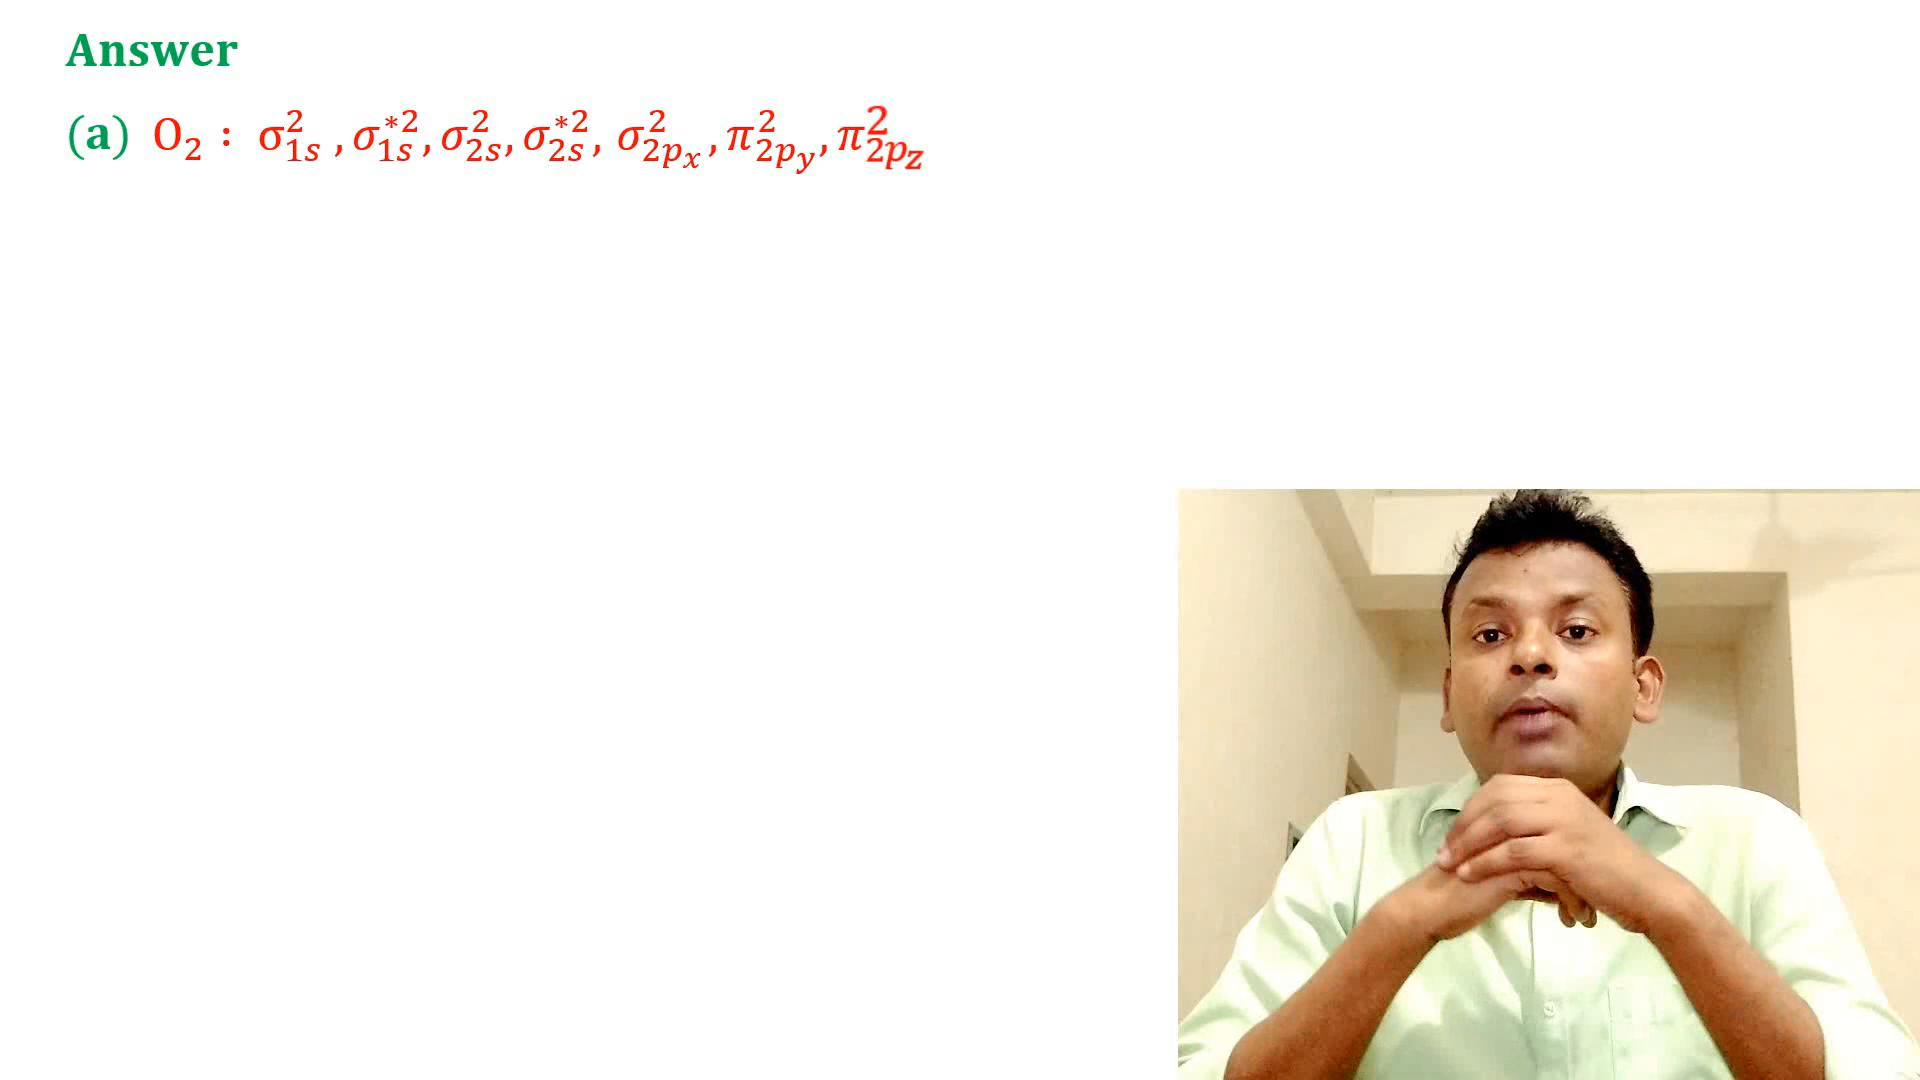 Answer
(a) O₂ : σ²₁ₛ , σ*²₁ₛ, σ²₂ₛ, σ*²₂ₛ, σ²₂pₓ, π²₂p_y, π²₂p_z